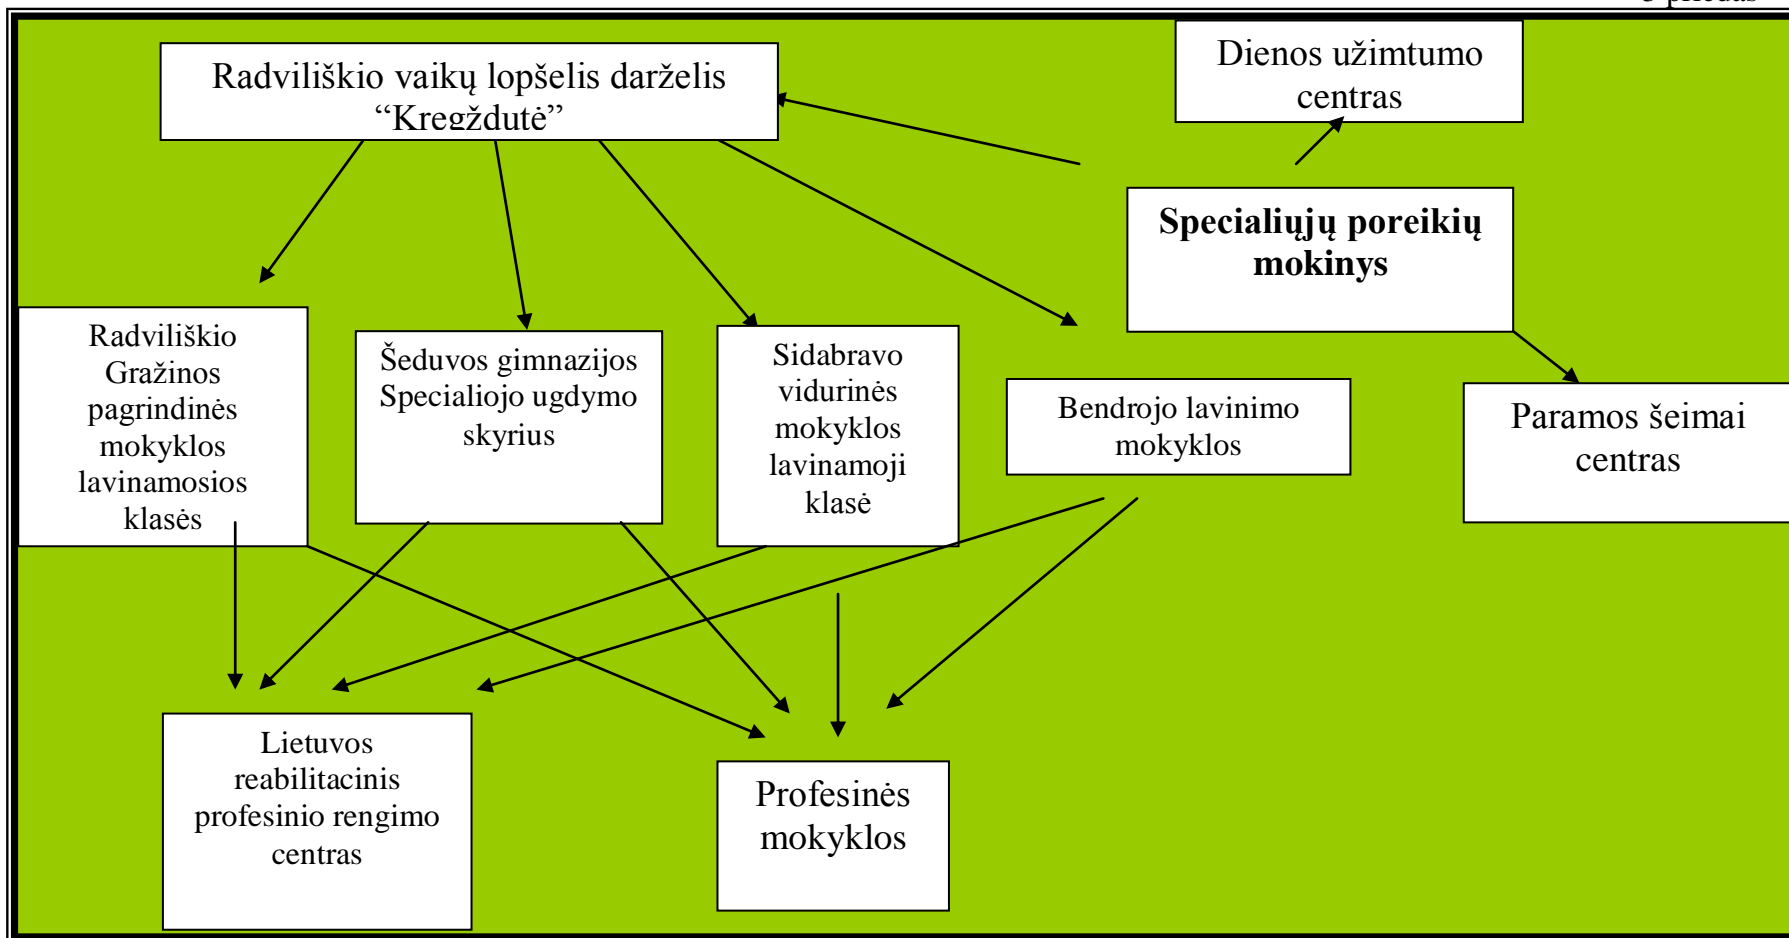 priedas
Radviliškio vaikų lopšelis darželis
“Kregždutė”
Dienos užimtumo
centras
Specialiųjų poreikių
mokinys
Radviliškio
Gražinos
pagrindinės
mokyklos
lavinamosios
klasės
Šeduvos gimnazijos
Specialiojo ugdymo
skyrius
Sidabravo
vidurinės
mokyklos
lavinamoji
klasė
Bendrojo lavinimo
mokyklos
Paramos šeimai
centras
Lietuvos
reabilitacinis
profesinio rengimo
centras
Profesinės
mokyklos